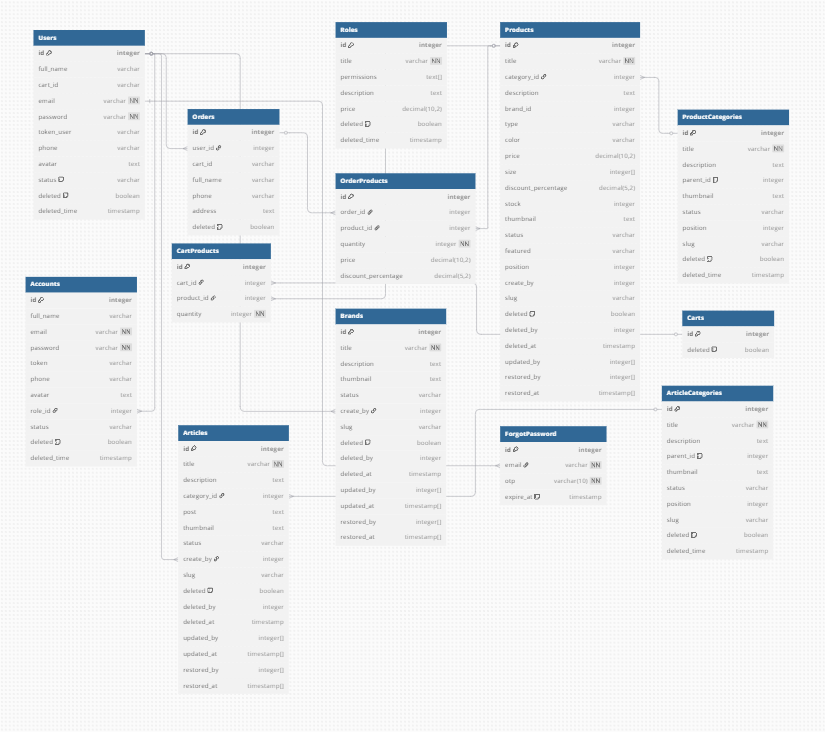 Users
id integer
full_name varchar
cart_id varchar
email varchar NN
password varchar NN
token_user varchar
phone varchar
avatar text
status varchar
deleted boolean
deleted_time timestamp
Roles
id integer
title varchar NN
permissions text[]
description text
price decimal(10,2)
deleted boolean
deleted_time timestamp
Products
id integer
title varchar NN
category_id integer
description text
brand_id integer
type varchar
color varchar
price decimal(10,2)
size integer[]
discount_percentage decimal(5,2)
stock integer
thumbnail text
status varchar
featured varchar
position integer
create_by integer
slug varchar
deleted boolean
deleted_by integer
deleted_at timestamp
updated_by integer[]
restored_by integer[]
restored_at timestamp[]
Orders
id integer
user_id integer
cart_id varchar
full_name varchar
phone varchar
address text
deleted boolean
ProductCategories
id integer
title varchar NN
description text
parent_id integer
thumbnail text
status varchar
position integer
slug varchar
deleted boolean
deleted_time timestamp
OrderProducts
order_id integer
product_id integer
quantity integer NN
price decimal(10,2)
discount_percentage decimal(5,2)
CartProducts
id integer
cart_id integer
product_id integer
quantity integer NN
Accounts
id integer
full_name varchar
email varchar NN
password varchar NN
token varchar
phone varchar
avatar text
role_id integer
status varchar
deleted boolean
deleted_time timestamp
Brands
id integer
title varchar NN
description text
thumbnail text
status varchar
create_by integer
slug varchar
deleted boolean
deleted_by integer
deleted_at timestamp
updated_by integer[]
updated_at timestamp[]
restored_by integer[]
restored_at timestamp[]
Carts
id integer
deleted boolean
ArticleCategories
id integer
title varchar NN
description text
parent_id integer
thumbnail text
status varchar
position integer
slug varchar
deleted boolean
deleted_time timestamp
Articles
id integer
title varchar NN
description text
category_id integer
post text
thumbnail text
status varchar
create_by integer
slug varchar
deleted boolean
deleted_by integer
deleted_at timestamp
updated_by integer[]
updated_at timestamp[]
restored_by integer[]
restored_at timestamp[]
ForgotPassword
id integer
email varchar NN
otp varchar(10) NN
expire_at timestamp